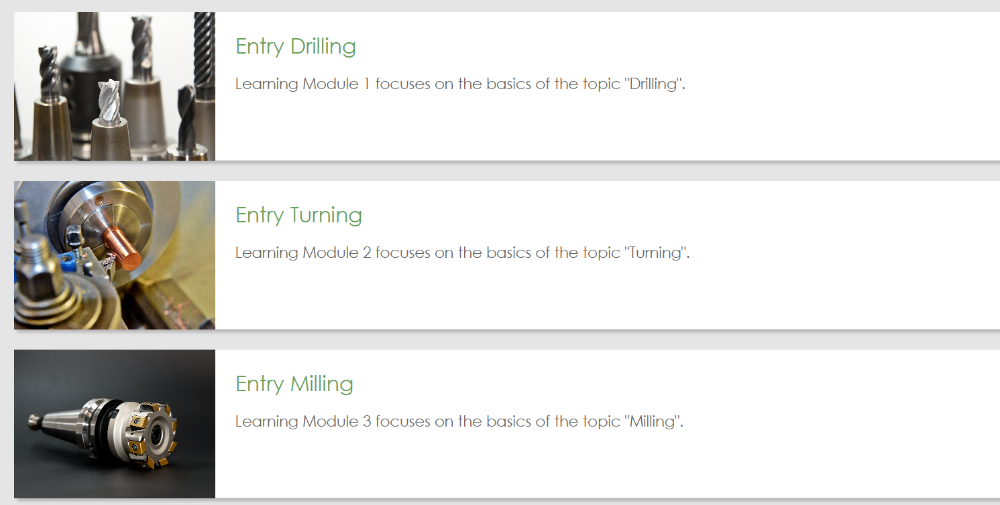 Entry Drilling
Learning Module 1 focuses on the basics of the topic "Drilling".
Entry Turning
Learning Module 2 focuses on the basics of the topic "Turning".
Entry Milling
Learning Module 3 focuses on the basics of the topic "Milling".